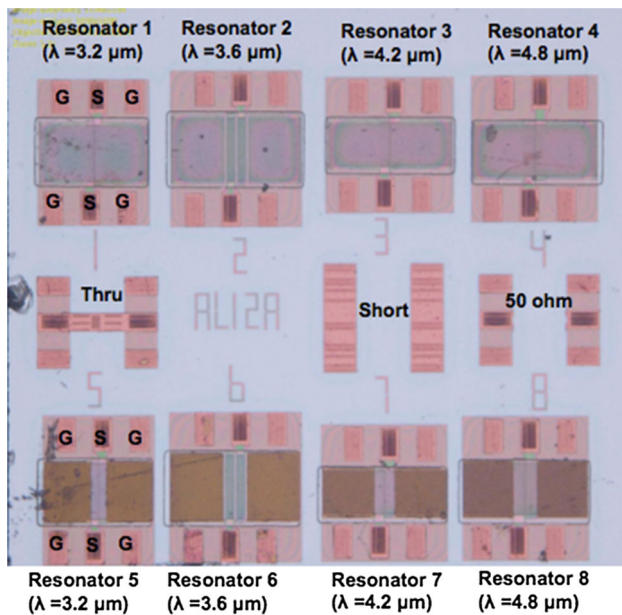 Resonator 1 Resonator 2 Resonator 3 Resonator 4
(λ =3.2 µm) (λ =3.6 µm) (λ =4.2 µm) (λ =4.8 µm)
G S G
G S G
1 2 3 4
Thru Short 50 ohm
AL12A
5 6 7 8
G S G
G S G
Resonator 5 Resonator 6 Resonator 7 Resonator 8
(λ =3.2 µm) (λ =3.6 µm) (λ =4.2 µm) (λ =4.8 µm)